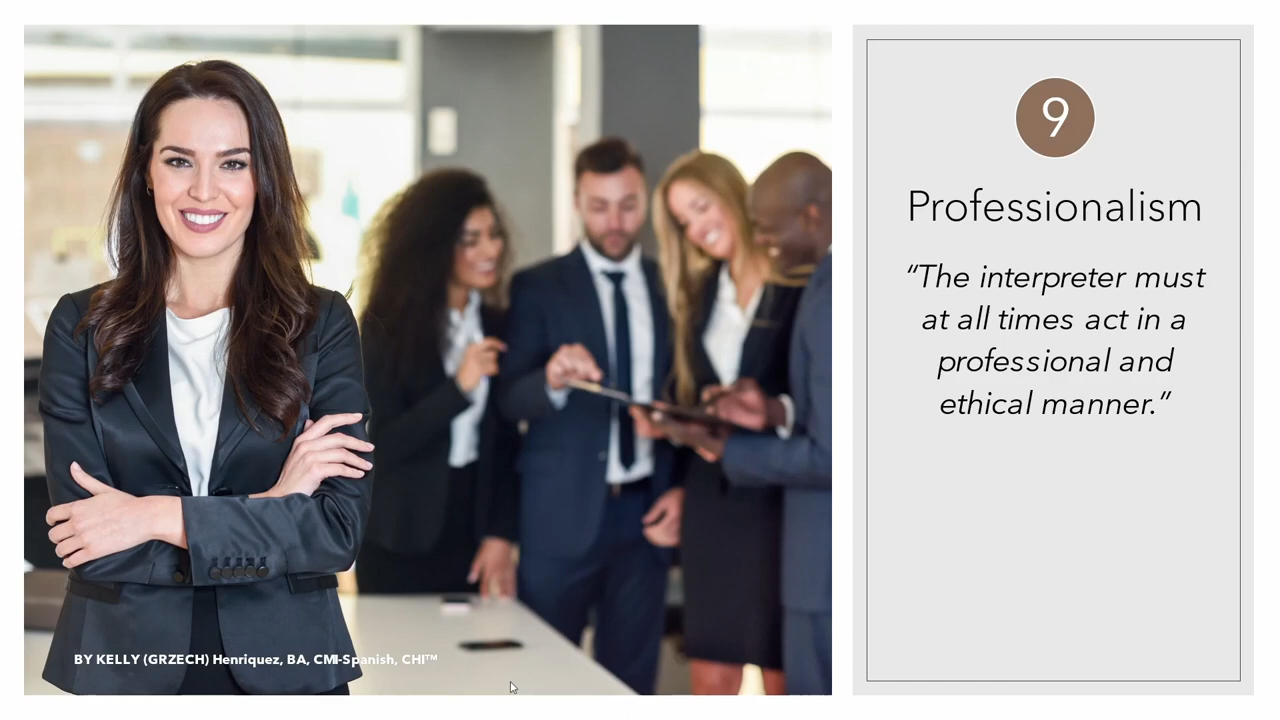 9
Professionalism
“The interpreter must
at all times act in a
professional and
ethical manner.”
BY KELLY (GRZECH) Henriquez, BA, CMI-Spanish, CHI™